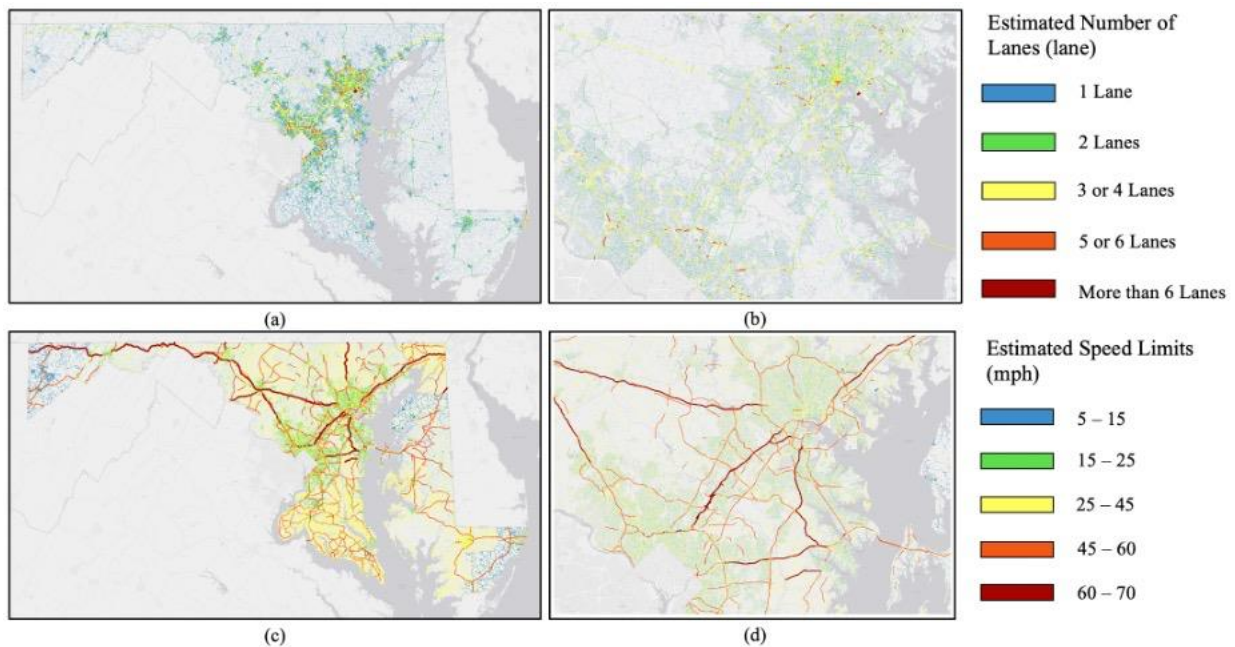 Estimated Number of
Lanes (lane)
1 Lane
2 Lanes
3 or 4 Lanes
5 or 6 Lanes
More than 6 Lanes
(a)
(b)
Estimated Speed Limits
(mph)
5 – 15
15 – 25
25 – 45
45 – 60
60 – 70
(c)
(d)